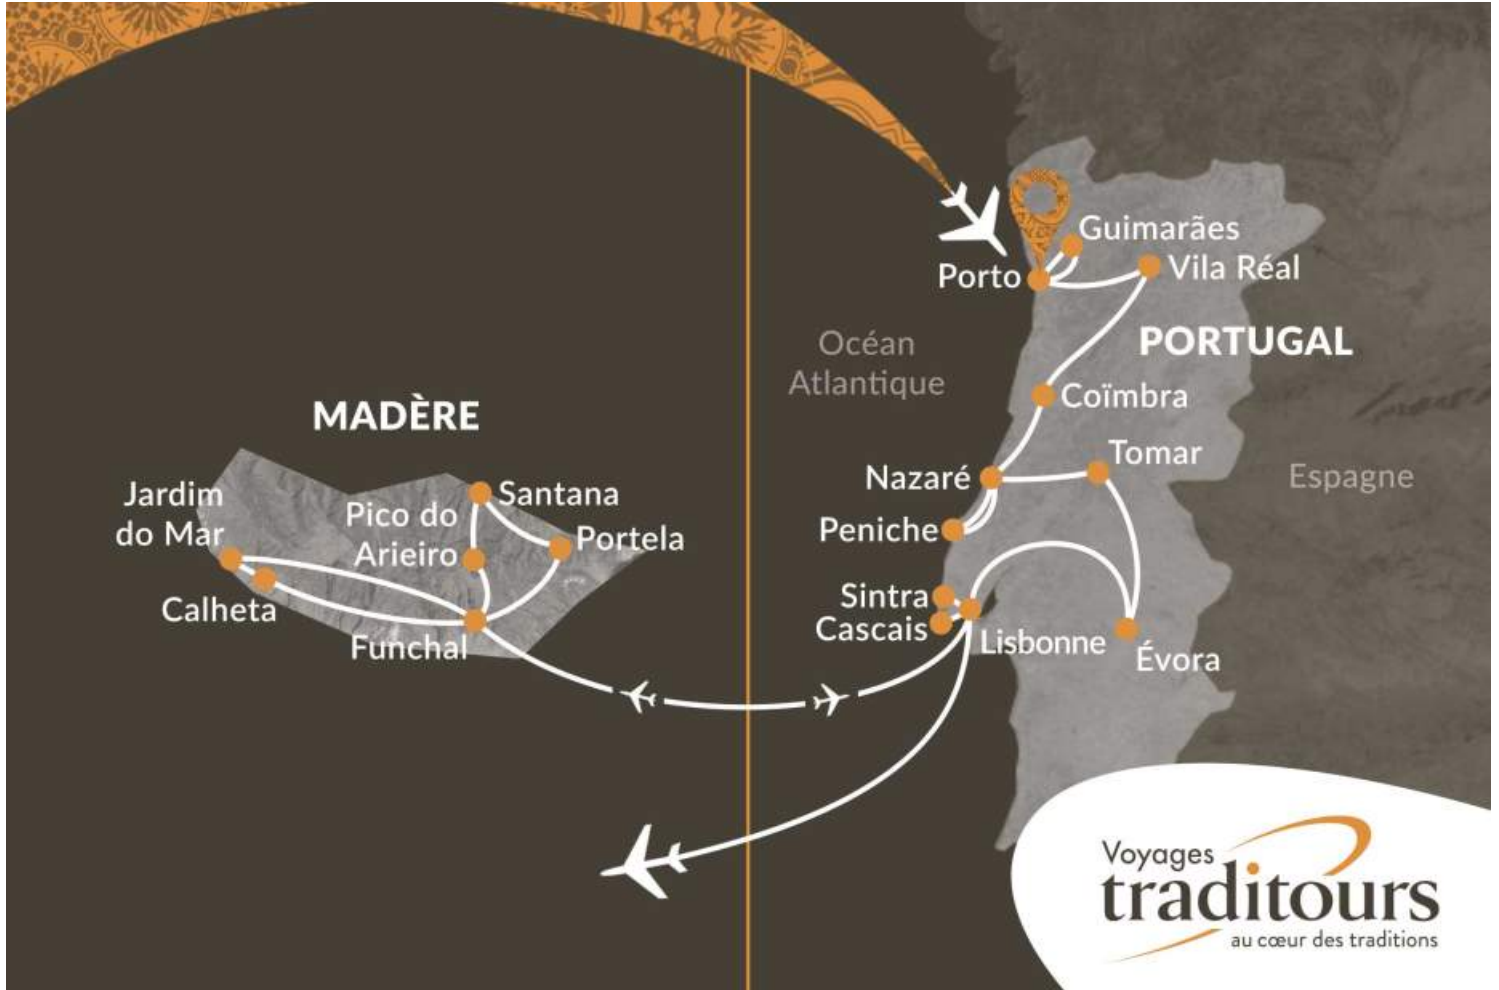 Guimarães
Porto
Vila Réal
PORTUGAL
Océan
Atlantique
Coïmbra
MADÈRE
Tomar
Nazaré
Espagne
Jardim
do Mar
Santana
Pico do
Arieiro
Portela
Peniche
Calheta
Sintra
Cascais
Funchal
Lisbonne
Évora
Voyages
traditours
au cœur des traditions